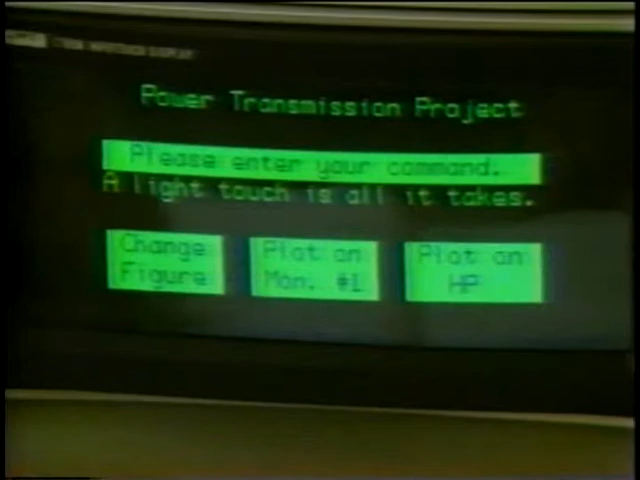 Power Transmission Project
Please enter your command.
A light touch is all it takes.
Change
Figure
Plot on
Mon. #1
Plot on
HP